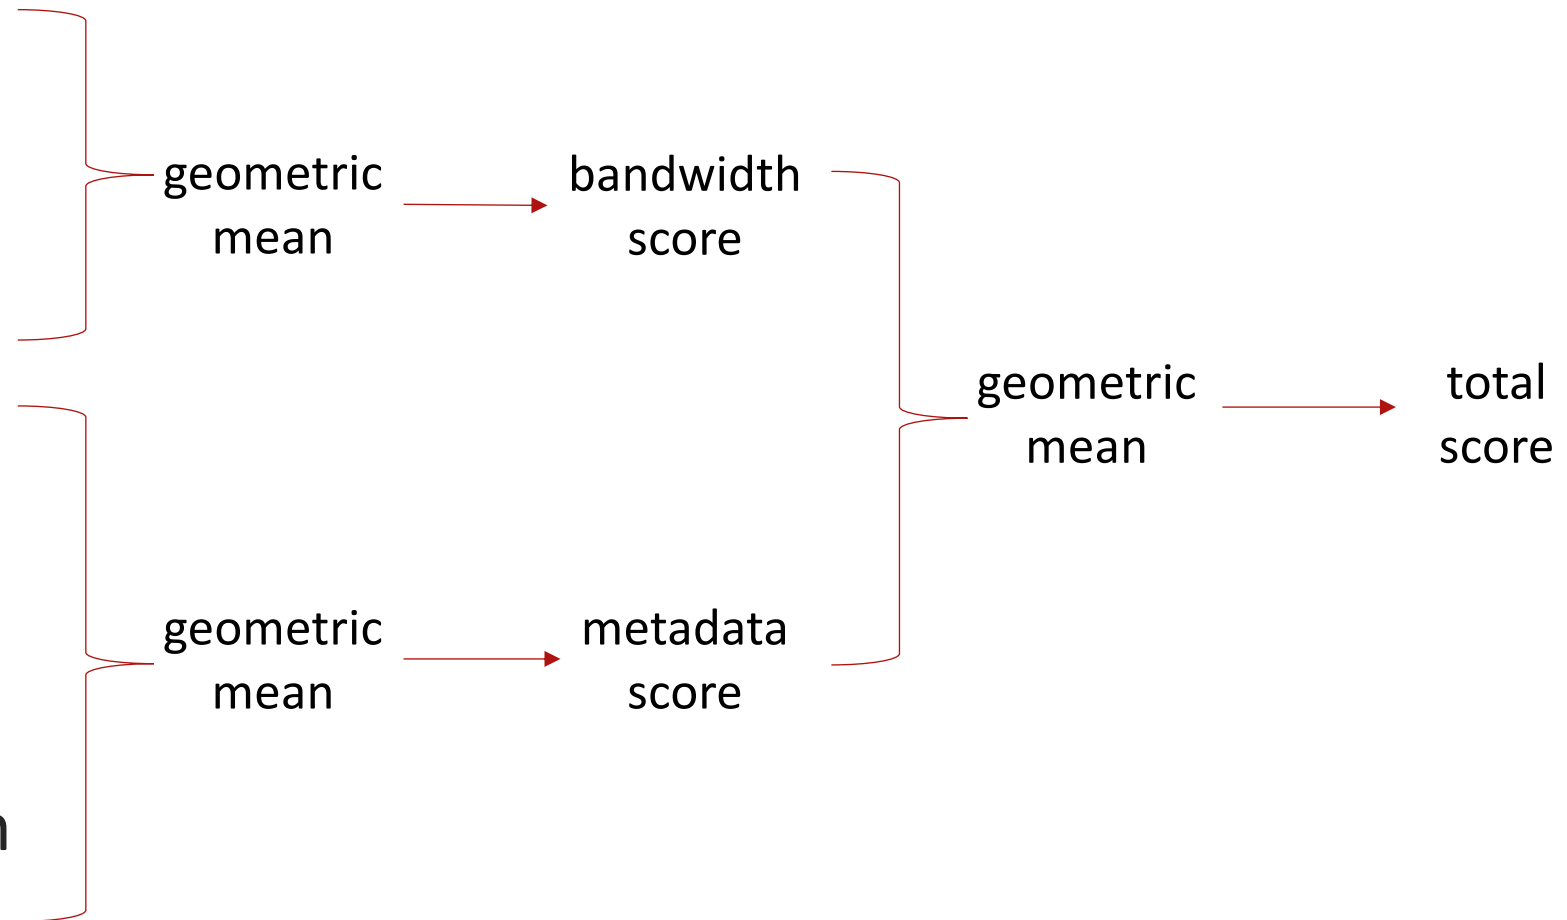 geometric
mean
bandwidth
score
geometric
mean
total
score
geometric
mean
metadata
score